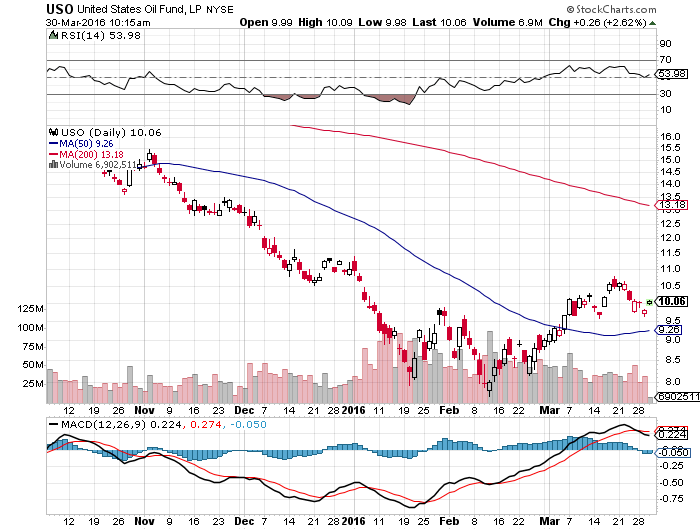 USO United States Oil Fund, LP NYSE © StockCharts.com
30-Mar-2016 10:15am Open 9.99 High 10.09 Low 9.98 Last 10.06 Volume 6.9M Chg +0.26 (+2.62%)
RSI(14) 53.98
90
70
53.98
30
10
USO (Daily) 10.06
MA(50) 9.26
MA(200) 13.18
Volume 6,902,511
16.0
15.5
15.0
14.5
14.0
13.5
13.18
13.0
12.5
12.0
11.5
11.0
10.5
10.06
9.5
9.26
9.0
8.5
8.0
6902511
125M
100M
75M
50M
25M
12 19 26 Nov 9 16 23 Dec 7 14 21 28 2016 11 19 25 Feb 8 16 22 Mar 7 14 21 28
MACD(12,26,9) 0.224, 0.274, -0.050
0.224
-0.050
-0.25
-0.50
-0.75
12 19 26 Nov 9 16 23 Dec 7 14 21 28 2016 11 19 25 Feb 8 16 22 Mar 7 14 21 28